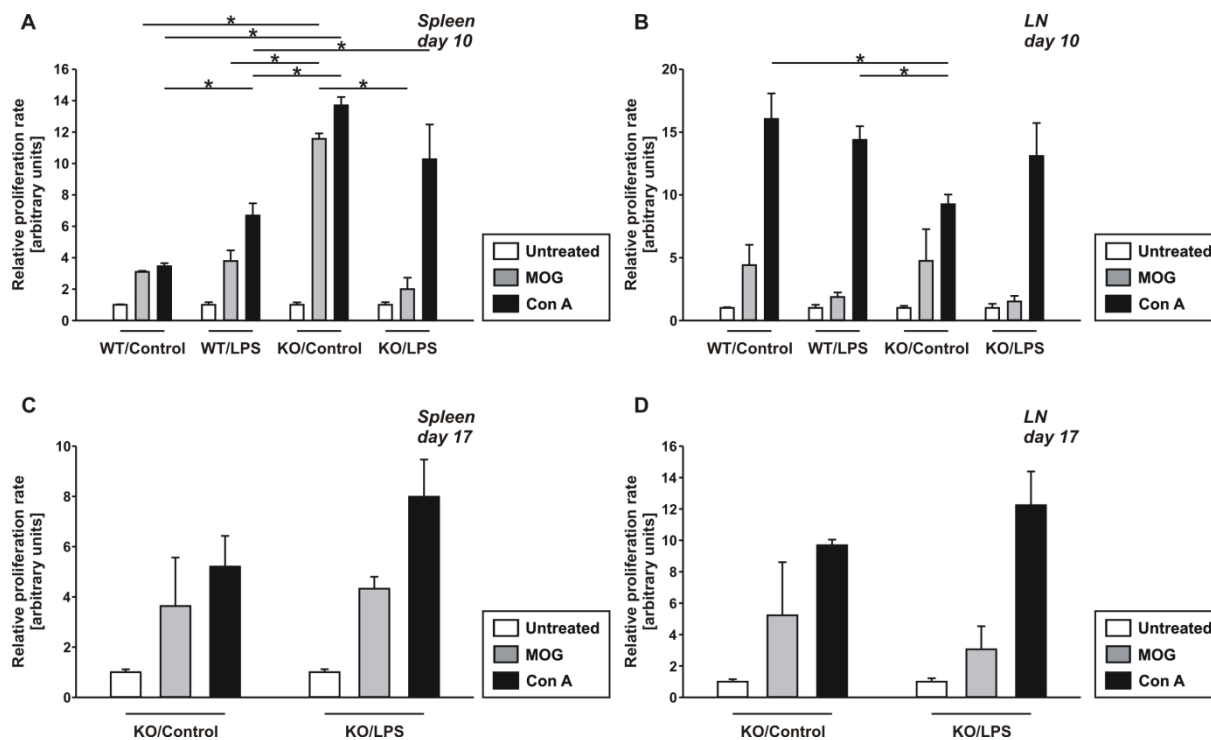 A
Spleen
day 10
*
*
*
*
*
*
*
Relative proliferation rate
[arbitrary units]
16
14
12
10
8
6
4
2
0
WT/Control
WT/LPS
KO/Control
KO/LPS
Untreated
MOG
Con A
B
LN
day 10
*
*
Relative proliferation rate
[arbitrary units]
20
15
10
5
0
WT/Control
WT/LPS
KO/Control
KO/LPS
Untreated
MOG
Con A
C
Spleen
day 17
Relative proliferation rate
[arbitrary units]
10
8
6
4
2
0
KO/Control
KO/LPS
Untreated
MOG
Con A
D
LN
day 17
Relative proliferation rate
[arbitrary units]
16
14
12
10
8
6
4
2
0
KO/Control
KO/LPS
Untreated
MOG
Con A